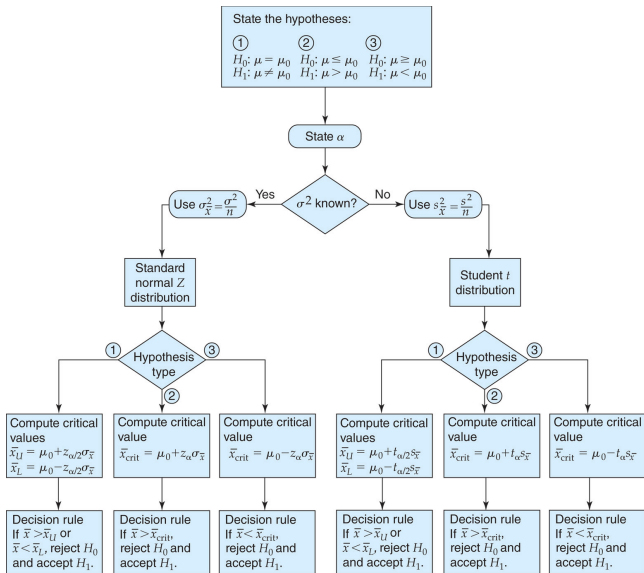 State the hypotheses:
① ② ③
H₀: μ = μ₀ H₀: μ ≤ μ₀ H₀: μ ≥ μ₀
H₁: μ ≠ μ₀ H₁: μ > μ₀ H₁: μ < μ₀
State α
Use σ²x̄ = σ²/n
Yes
σ² known?
No
Use s²x̄ = s²/n
Standard
normal Z
distribution
Student t
distribution
①
Hypothesis
type
③
②
①
Hypothesis
type
③
②
Compute critical
values
x̄U = μ₀ + zα/2σx̄
x̄L = μ₀ − zα/2σx̄
Compute critical
value
x̄crit = μ₀ + zασx̄
Compute critical
value
x̄crit = μ₀ − zασx̄
Compute critical
values
x̄U = μ₀ + tα/2sx̄
x̄L = μ₀ − tα/2sx̄
Compute critical
value
x̄crit = μ₀ + tαsx̄
Compute critical
value
x̄crit = μ₀ − tαsx̄
Decision rule
If x̄ > x̄U or
x̄ < x̄L, reject H₀
and accept H₁.
Decision rule
If x̄ > x̄crit,
reject H₀ and
accept H₁.
Decision rule
If x̄ < x̄crit,
reject H₀ and
accept H₁.
Decision rule
If x̄ > x̄U or
x̄ < x̄L, reject H₀
and accept H₁.
Decision rule
If x̄ > x̄crit,
reject H₀ and
accept H₁.
Decision rule
If x̄ < x̄crit,
reject H₀ and
accept H₁.